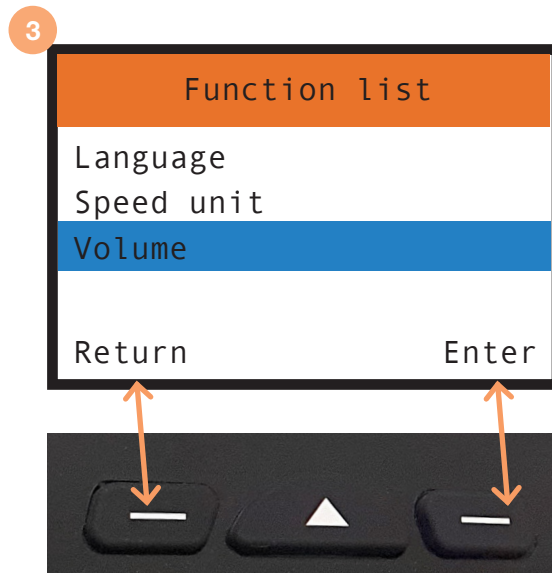 3
Function list
Language
Speed unit
Volume
Return Enter